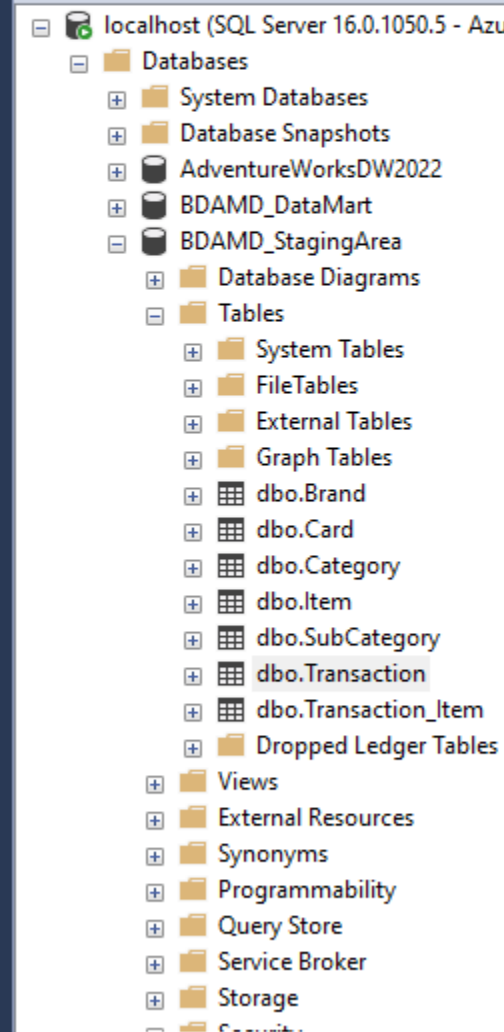 localhost (SQL Server 16.0.1050.5 - Azu
Databases
System Databases
Database Snapshots
AdventureWorksDW2022
BDAMD_DataMart
BDAMD_StagingArea
Database Diagrams
Tables
System Tables
FileTables
External Tables
Graph Tables
dbo.Brand
dbo.Card
dbo.Category
dbo.Item
dbo.SubCategory
dbo.Transaction
dbo.Transaction_Item
Dropped Ledger Tables
Views
External Resources
Synonyms
Programmability
Query Store
Service Broker
Storage
Security